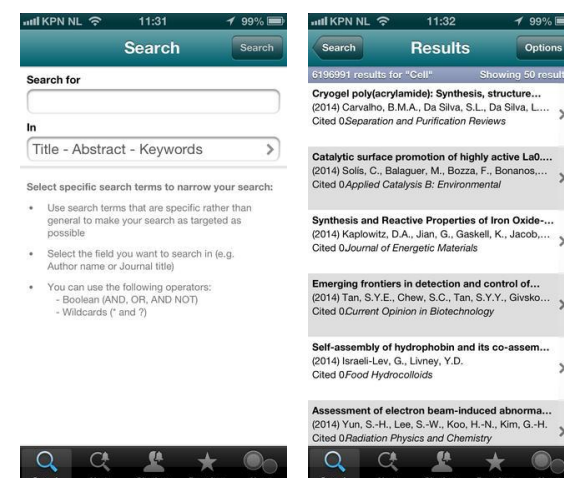 KPN NL 11:31 99%
Search Search
Search for
In
Title - Abstract - Keywords
Select specific search terms to narrow your search:
• Use search terms that are specific rather than
general to make your search as targeted as
possible
• Select the field you want to search in (e.g.
Author name or Journal title)
• You can use the following operators:
- Boolean (AND, OR, AND NOT)
- Wildcards (* and ?)
KPN NL 11:32 99%
Search Results Options
6196991 results for "Cell" Showing 50 resul
Cryogel poly(acrylamide): Synthesis, structure...
(2014) Carvalho, B.M.A., Da Silva, S.L., Da Silva, L....
Cited 0 Separation and Purification Reviews
Catalytic surface promotion of highly active La0....
(2014) Solís, C., Balaguer, M., Bozza, F., Bonanos,...
Cited 0 Applied Catalysis B: Environmental
Synthesis and Reactive Properties of Iron Oxide-...
(2014) Kaplowitz, D.A., Jian, G., Gaskell, K., Jacob,...
Cited 0 Journal of Energetic Materials
Emerging frontiers in detection and control of...
(2014) Tan, S.Y.E., Chew, S.C., Tan, S.Y.Y., Givsko...
Cited 0 Current Opinion in Biotechnology
Self-assembly of hydrophobin and its co-assem...
(2014) Israeli-Lev, G., Livney, Y.D.
Cited 0 Food Hydrocolloids
Assessment of electron beam-induced abnorma...
(2014) Yun, S.-H., Lee, S.-W., Koo, H.-N., Kim, G.-H.
Cited 0 Radiation Physics and Chemistry